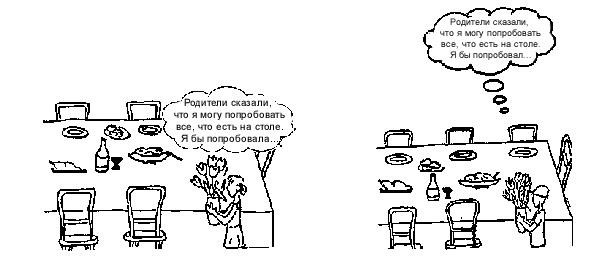 Родители сказали,
что я могу попробовать
все, что есть на столе.
Я бы попробовала...
Родители сказали,
что я могу попробовать
все, что есть на столе.
Я бы попробовал...